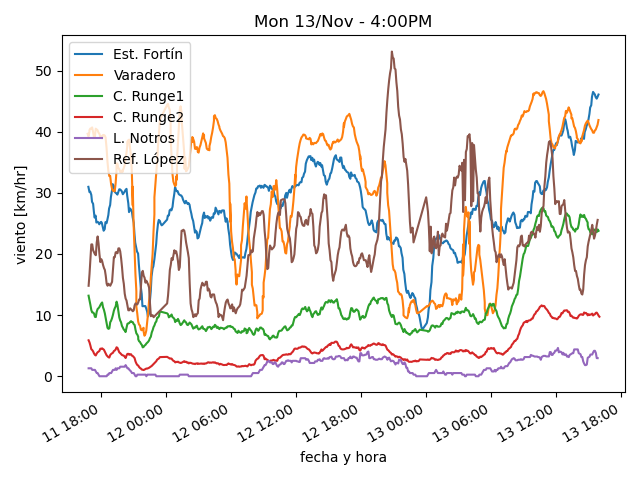 Mon 13/Nov - 4:00PM
Est. Fortín
Varadero
C. Runge1
C. Runge2
L. Notros
Ref. López
viento [km/hr]
50
40
30
20
10
0
11 18:00
12 00:00
12 06:00
12 12:00
12 18:00
13 00:00
13 06:00
13 12:00
13 18:00
fecha y hora